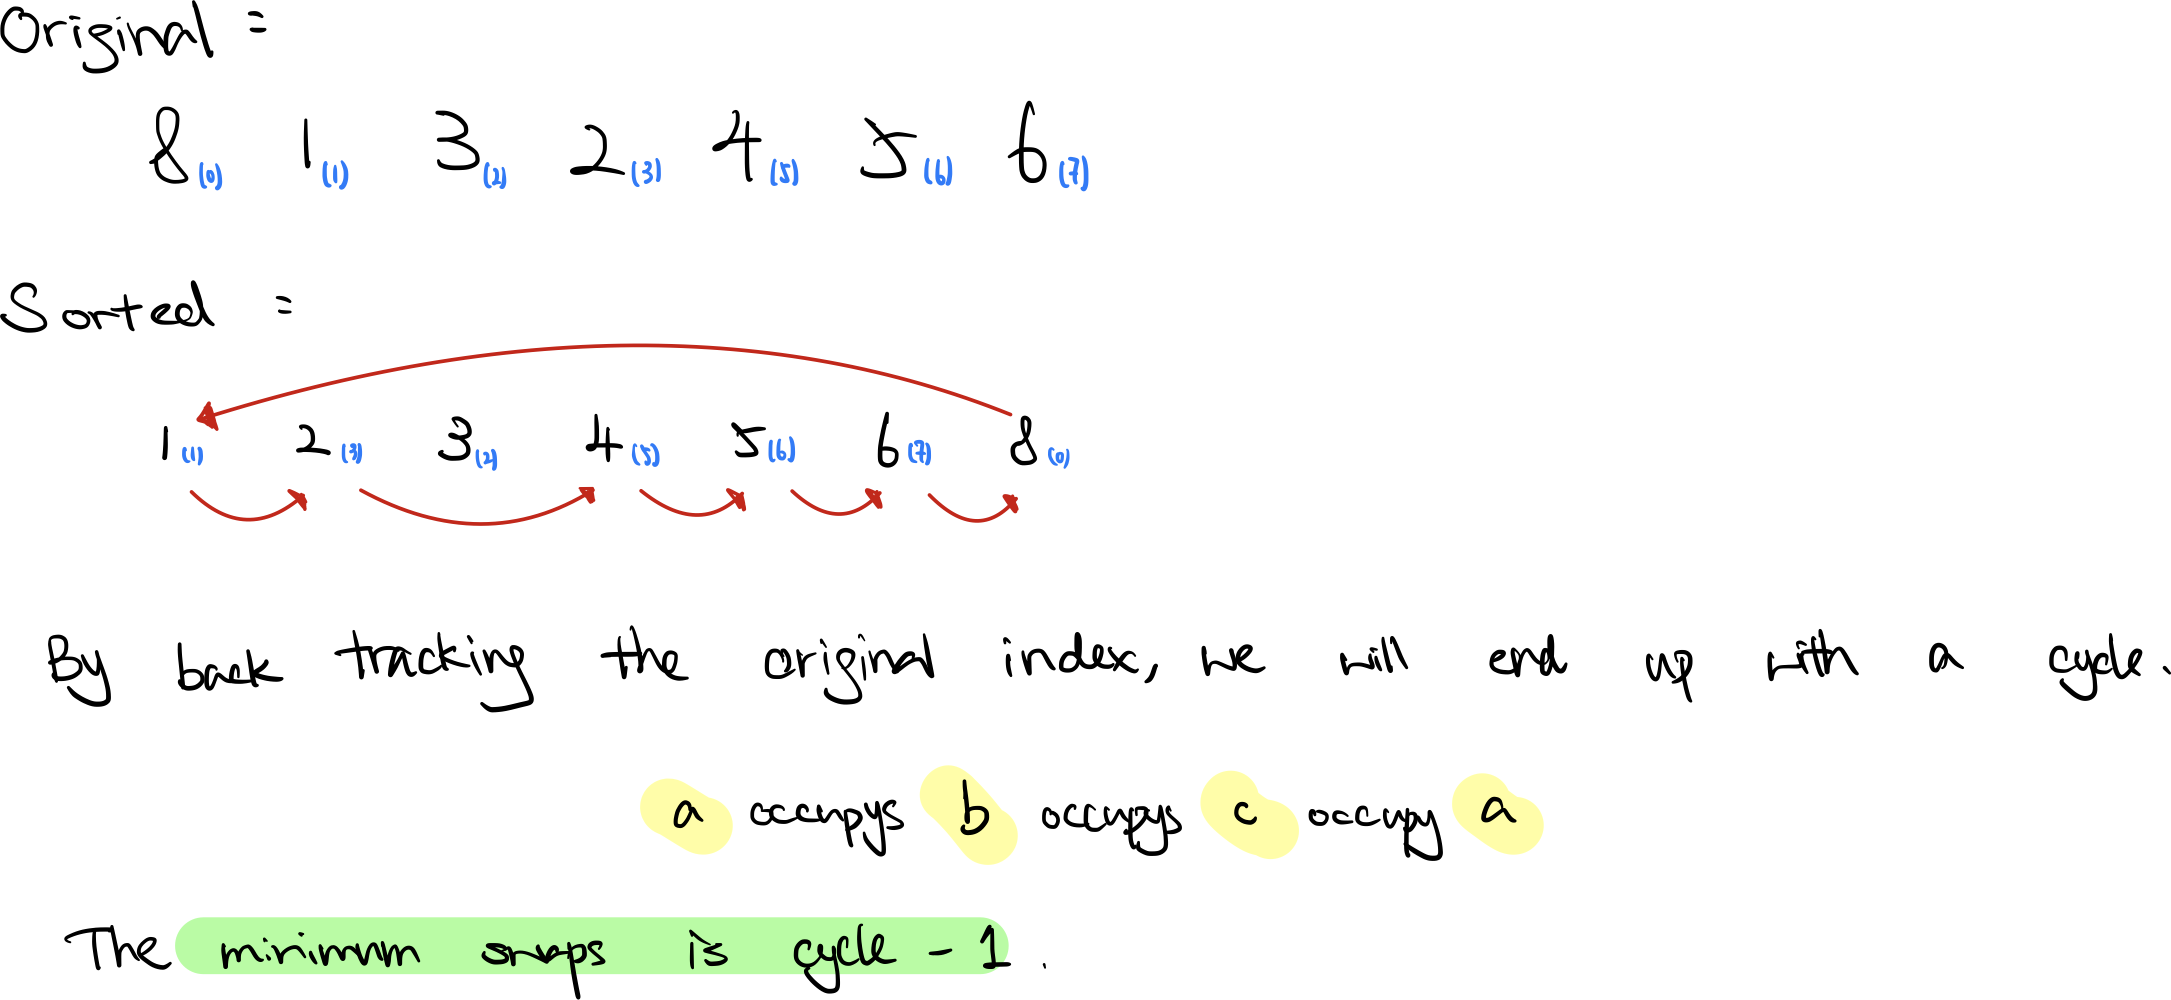 Original =
8 (0) 1 (1) 3 (2) 2 (3) 4 (5) 5 (6) 6 (7)
Sorted =
1 (1) 2 (3) 3 (2) 4 (5) 5 (6) 6 (7) 8 (0)
By back tracking the original index, we will end up with a cycle.
a occupys b occupys c occupy a
The minimum swaps is cycle - 1.